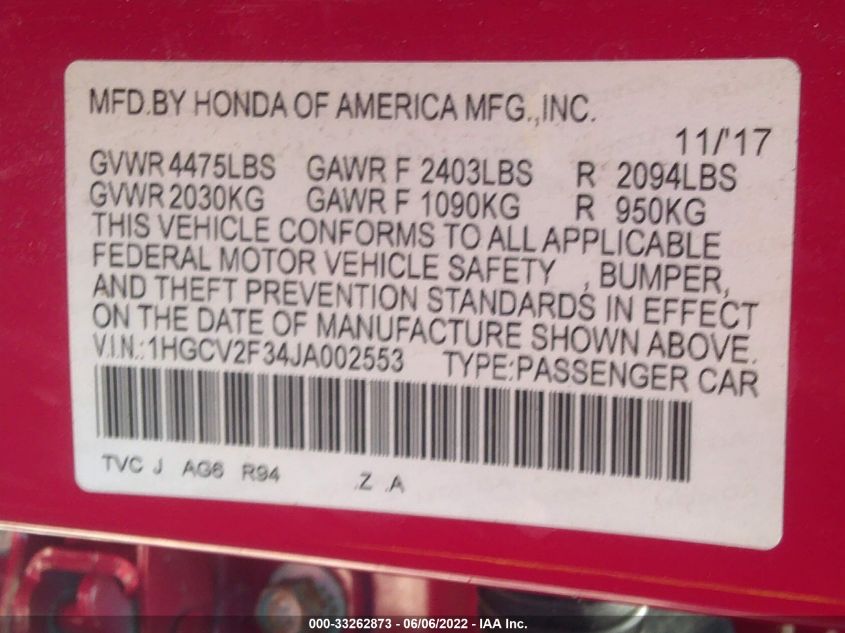 MFD.BY HONDA OF AMERICA MFG.,INC.
11/'17
GVWR 4475LBS GAWR F 2403LBS R 2094LBS
GVWR 2030KG GAWR F 1090KG R 950KG
THIS VEHICLE CONFORMS TO ALL APPLICABLE
FEDERAL MOTOR VEHICLE SAFETY , BUMPER,
AND THEFT PREVENTION STANDARDS IN EFFECT
ON THE DATE OF MANUFACTURE SHOWN ABOVE.
V.I.N.:1HGCV2F34JA002553 TYPE:PASSENGER CAR
TVC J AG6 R94 .Z .A
000-33262873 - 06/06/2022 - IAA Inc.